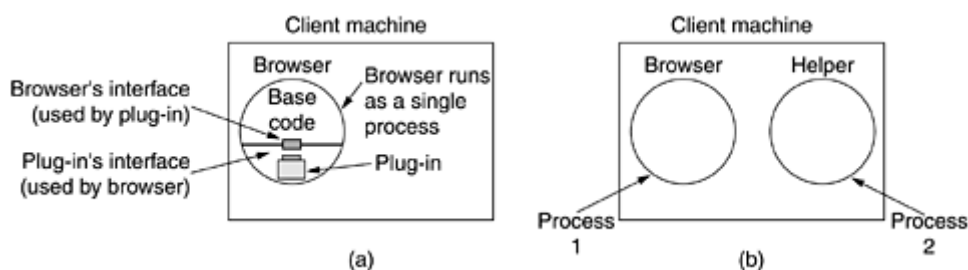 Client machine
Browser
Base
code
Browser's interface
(used by plug-in)
Plug-in's interface
(used by browser)
Browser runs
as a single
process
Plug-in
(a)
Client machine
Browser
Helper
Process
1
Process
2
(b)